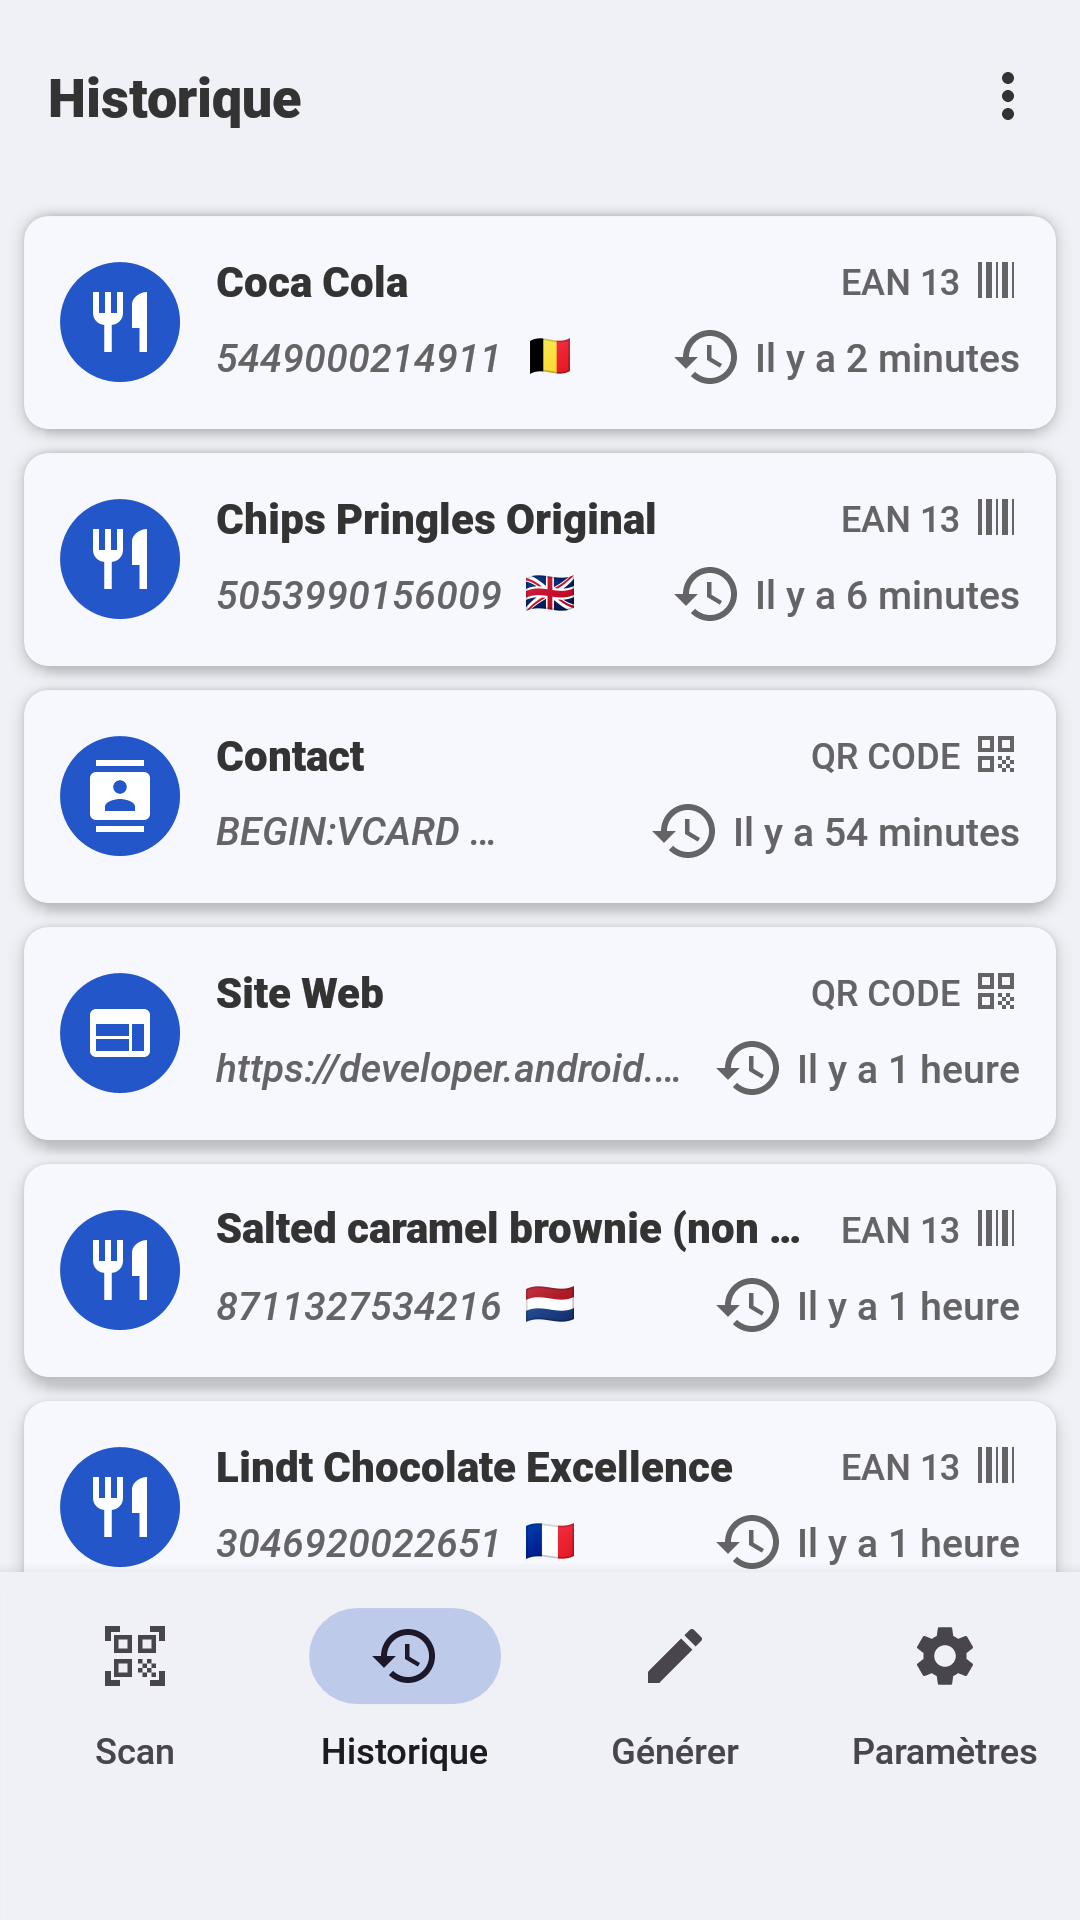 Historique
Coca Cola
EAN 13
5449000214911
Il y a 2 minutes
Chips Pringles Original
EAN 13
5053990156009
Il y a 6 minutes
Contact
QR CODE
BEGIN:VCARD ...
Il y a 54 minutes
Site Web
QR CODE
https://developer.android....
Il y a 1 heure
Salted caramel brownie (non ...
EAN 13
8711327534216
Il y a 1 heure
Lindt Chocolate Excellence
EAN 13
3046920022651
Il y a 1 heure
Scan
Historique
Générer
Paramètres